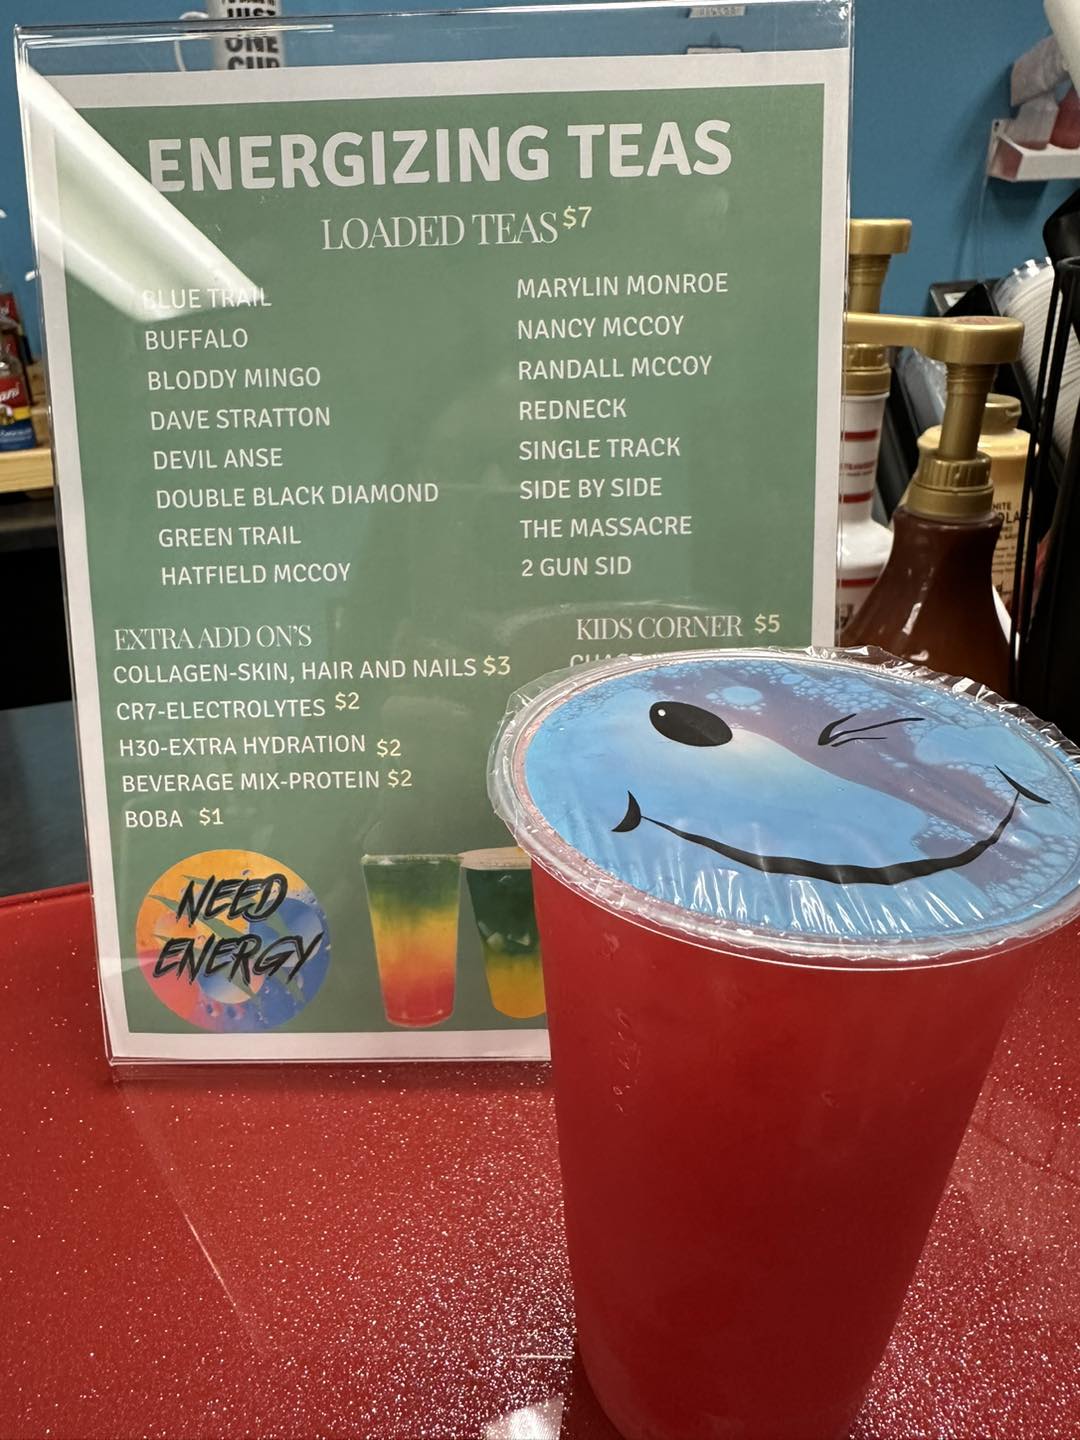 JUST
ONE
CUP
ENERGIZING TEAS
LOADED TEAS $7
BLUE TRAIL
BUFFALO
BLODDY MINGO
DAVE STRATTON
DEVIL ANSE
DOUBLE BLACK DIAMOND
GREEN TRAIL
HATFIELD MCCOY
MARYLIN MONROE
NANCY MCCOY
RANDALL MCCOY
REDNECK
SINGLE TRACK
SIDE BY SIDE
THE MASSACRE
2 GUN SID
EXTRA ADD ON'S
COLLAGEN-SKIN, HAIR AND NAILS $3
CR7-ELECTROLYTES $2
H30-EXTRA HYDRATION $2
BEVERAGE MIX-PROTEIN $2
BOBA $1
KIDS CORNER $5
NEED
ENERGY